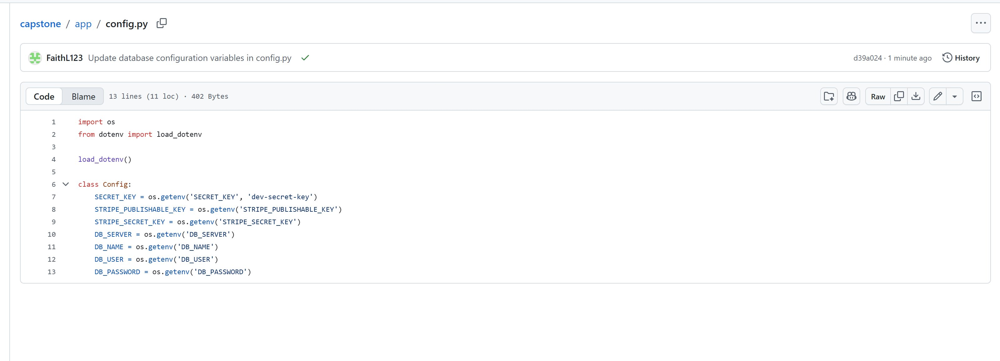 capstone / app / config.py
FaithL123 Update database configuration variables in config.py d39a024 · 1 minute ago History
Code Blame 13 lines (11 loc) · 402 Bytes Raw
1 import os
2 from dotenv import load_dotenv
3
4 load_dotenv()
5
6 class Config:
7 SECRET_KEY = os.getenv('SECRET_KEY', 'dev-secret-key')
8 STRIPE_PUBLISHABLE_KEY = os.getenv('STRIPE_PUBLISHABLE_KEY')
9 STRIPE_SECRET_KEY = os.getenv('STRIPE_SECRET_KEY')
10 DB_SERVER = os.getenv('DB_SERVER')
11 DB_NAME = os.getenv('DB_NAME')
12 DB_USER = os.getenv('DB_USER')
13 DB_PASSWORD = os.getenv('DB_PASSWORD')